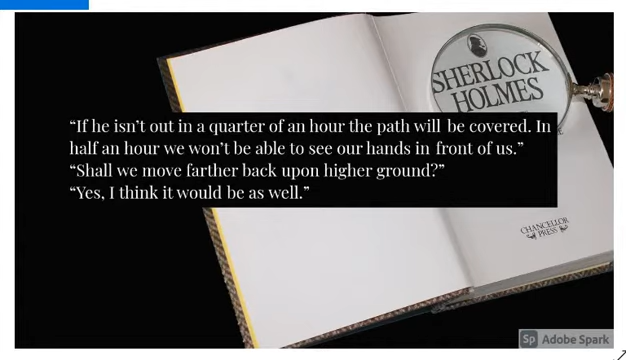 SHERLOCK
HOLMES
“If he isn’t out in a quarter of an hour the path will be covered. In
half an hour we won’t be able to see our hands in front of us.”
“Shall we move farther back upon higher ground?”
“Yes, I think it would be as well.”
CHANCELLOR
PRESS
Sp Adobe Spark